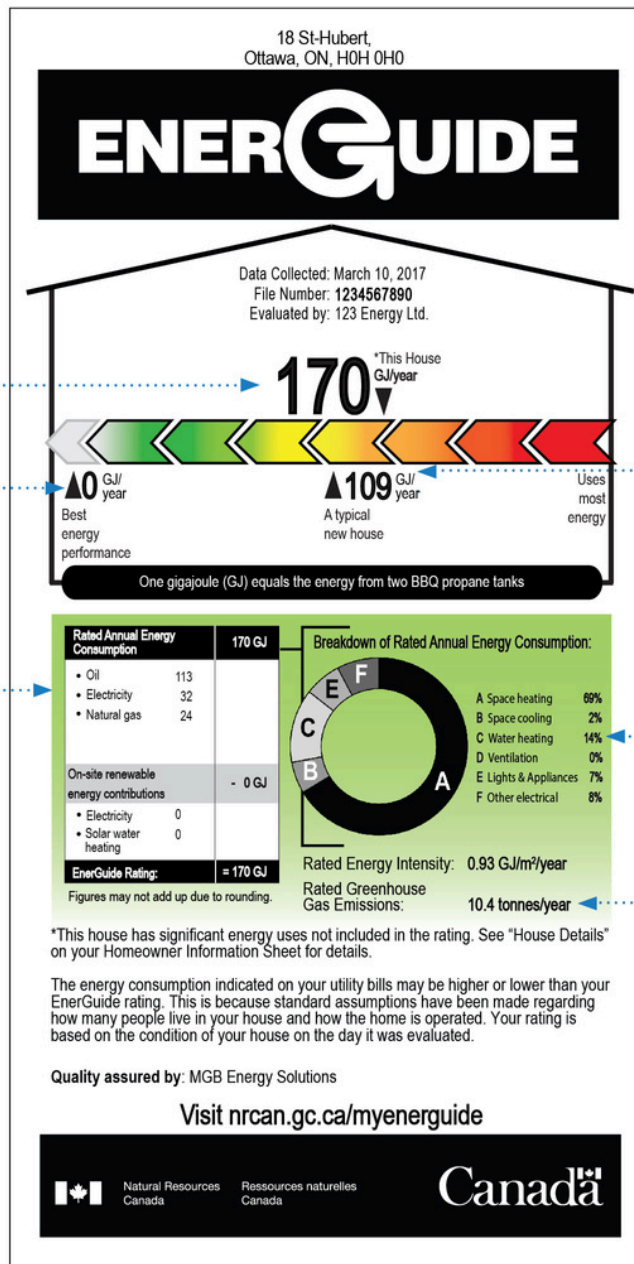 18 St-Hubert,
Ottawa, ON, H0H 0H0
ENERGUIDE
Data Collected: March 10, 2017
File Number: 1234567890
Evaluated by: 123 Energy Ltd.
170 *This House
GJ/year
0 GJ/
year
Best
energy
performance
109 GJ/
year
A typical
new house
Uses
most
energy
One gigajoule (GJ) equals the energy from two BBQ propane tanks
Rated Annual Energy
Consumption 170 GJ
• Oil 113
• Electricity 32
• Natural gas 24
On-site renewable
energy contributions - 0 GJ
• Electricity 0
• Solar water
heating 0
EnerGuide Rating: = 170 GJ
Figures may not add up due to rounding.
Breakdown of Rated Annual Energy Consumption:
A
B
C
E
F
A Space heating 69%
B Space cooling 2%
C Water heating 14%
D Ventilation 0%
E Lights & Appliances 7%
F Other electrical 8%
Rated Energy Intensity: 0.93 GJ/m²/year
Rated Greenhouse
Gas Emissions: 10.4 tonnes/year
*This house has significant energy uses not included in the rating. See “House Details”
on your Homeowner Information Sheet for details.
The energy consumption indicated on your utility bills may be higher or lower than your
EnerGuide rating. This is because standard assumptions have been made regarding
how many people live in your house and how the home is operated. Your rating is
based on the condition of your house on the day it was evaluated.
Quality assured by: MGB Energy Solutions
Visit nrcan.gc.ca/myenerguide
Natural Resources
Canada
Ressources naturelles
Canada
Canada